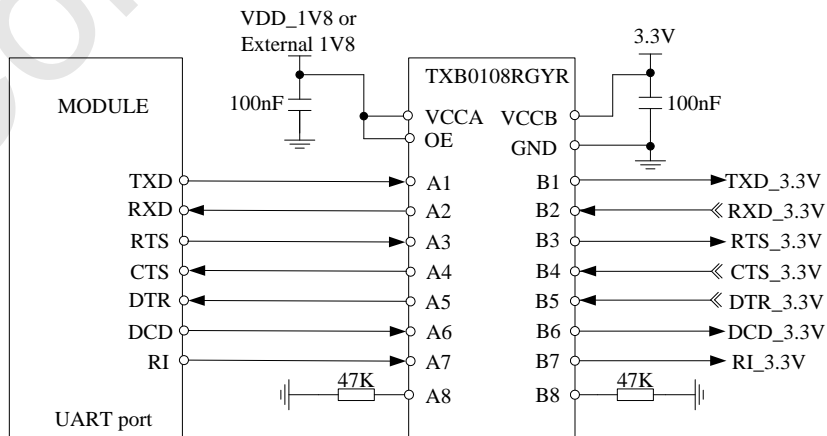 VDD_1V8 or
External 1V8
3.3V
TXB0108RGYR
MODULE
100nF
VCCA
VCCB
100nF
OE
GND
TXD
A1
B1
TXD_3.3V
RXD
A2
B2
RXD_3.3V
RTS
A3
B3
RTS_3.3V
CTS
A4
B4
CTS_3.3V
DTR
A5
B5
DTR_3.3V
DCD
A6
B6
DCD_3.3V
RI
A7
B7
RI_3.3V
47K
A8
B8
47K
UART port